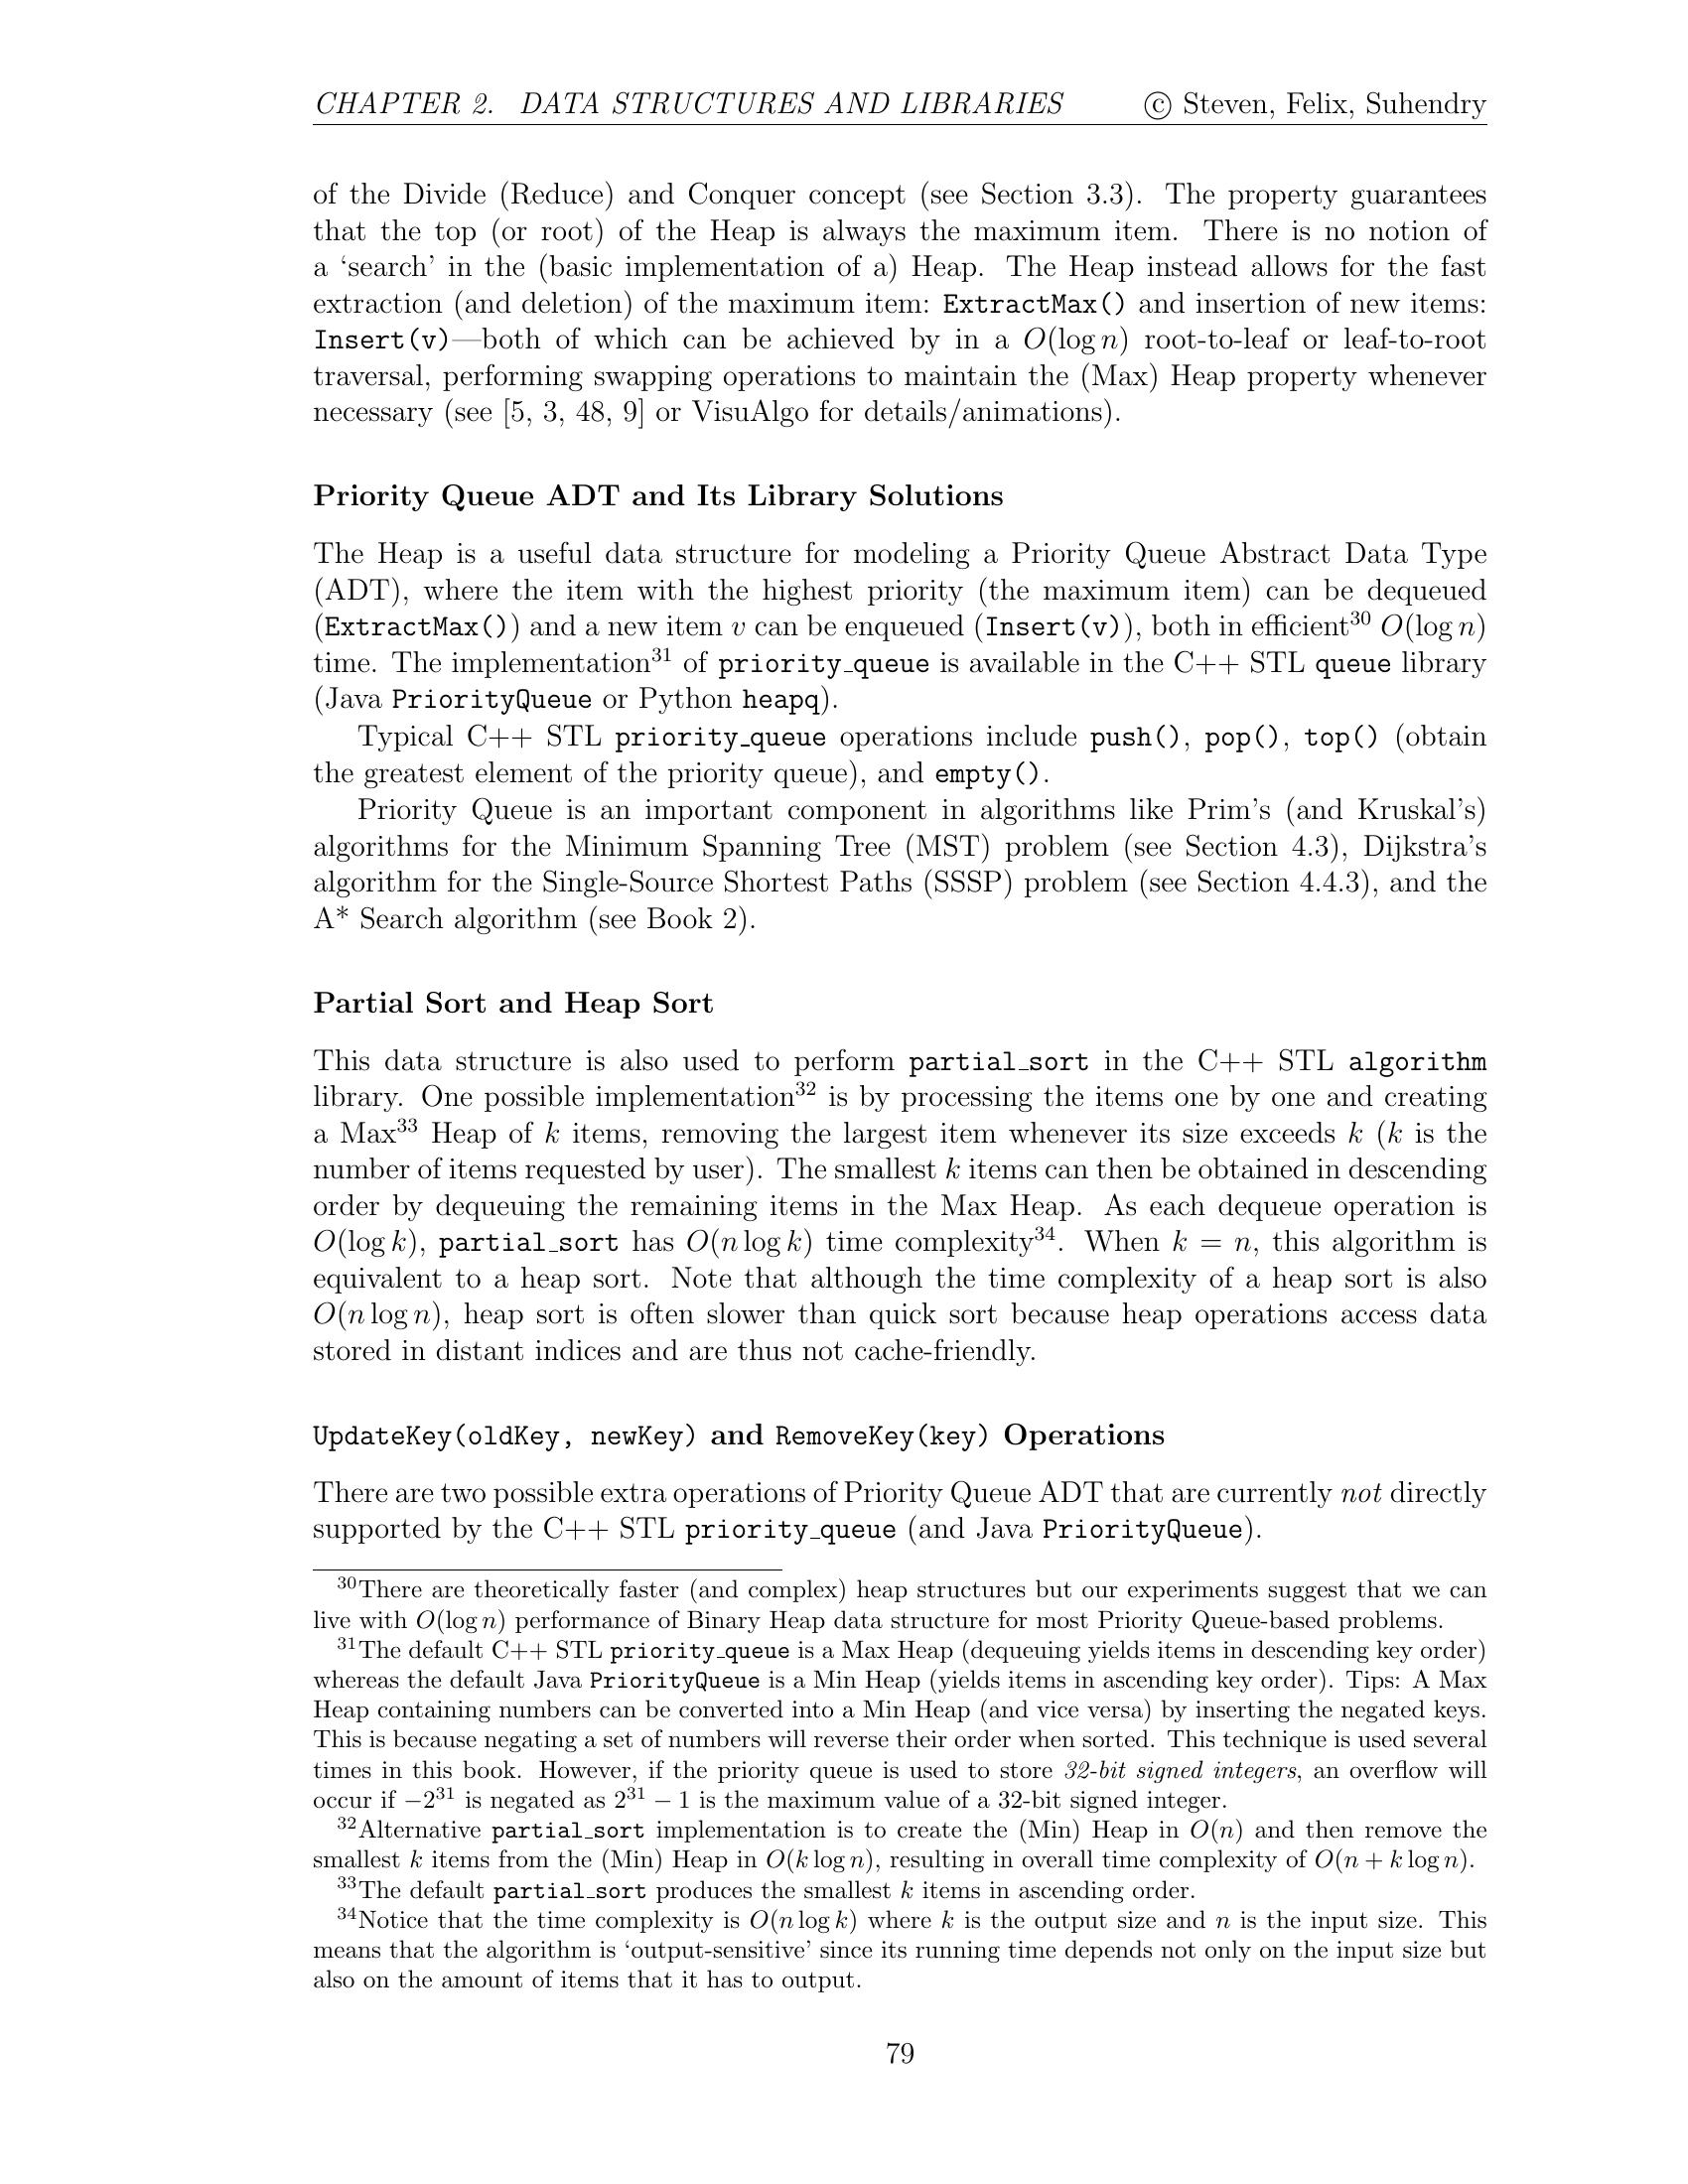 CHAPTER 2. DATA STRUCTURES AND LIBRARIES © Steven, Felix, Suhendry
of the Divide (Reduce) and Conquer concept (see Section 3.3). The property guarantees
that the top (or root) of the Heap is always the maximum item. There is no notion of
a ‘search’ in the (basic implementation of a) Heap. The Heap instead allows for the fast
extraction (and deletion) of the maximum item: ExtractMax() and insertion of new items:
Insert(v)—both of which can be achieved by in a O(log n) root-to-leaf or leaf-to-root
traversal, performing swapping operations to maintain the (Max) Heap property whenever
necessary (see [5, 3, 48, 9] or VisuAlgo for details/animations).
Priority Queue ADT and Its Library Solutions
The Heap is a useful data structure for modeling a Priority Queue Abstract Data Type
(ADT), where the item with the highest priority (the maximum item) can be dequeued
(ExtractMax()) and a new item v can be enqueued (Insert(v)), both in efficient³⁰ O(log n)
time. The implementation³¹ of priority_queue is available in the C++ STL queue library
(Java PriorityQueue or Python heapq).
Typical C++ STL priority_queue operations include push(), pop(), top() (obtain
the greatest element of the priority queue), and empty().
Priority Queue is an important component in algorithms like Prim’s (and Kruskal’s)
algorithms for the Minimum Spanning Tree (MST) problem (see Section 4.3), Dijkstra’s
algorithm for the Single-Source Shortest Paths (SSSP) problem (see Section 4.4.3), and the
A* Search algorithm (see Book 2).
Partial Sort and Heap Sort
This data structure is also used to perform partial_sort in the C++ STL algorithm
library. One possible implementation³² is by processing the items one by one and creating
a Max³³ Heap of k items, removing the largest item whenever its size exceeds k (k is the
number of items requested by user). The smallest k items can then be obtained in descending
order by dequeuing the remaining items in the Max Heap. As each dequeue operation is
O(log k), partial_sort has O(n log k) time complexity³⁴. When k = n, this algorithm is
equivalent to a heap sort. Note that although the time complexity of a heap sort is also
O(n log n), heap sort is often slower than quick sort because heap operations access data
stored in distant indices and are thus not cache-friendly.
UpdateKey(oldKey, newKey) and RemoveKey(key) Operations
There are two possible extra operations of Priority Queue ADT that are currently not directly
supported by the C++ STL priority_queue (and Java PriorityQueue).
³⁰There are theoretically faster (and complex) heap structures but our experiments suggest that we can
live with O(log n) performance of Binary Heap data structure for most Priority Queue-based problems.
³¹The default C++ STL priority_queue is a Max Heap (dequeuing yields items in descending key order)
whereas the default Java PriorityQueue is a Min Heap (yields items in ascending key order). Tips: A Max
Heap containing numbers can be converted into a Min Heap (and vice versa) by inserting the negated keys.
This is because negating a set of numbers will reverse their order when sorted. This technique is used several
times in this book. However, if the priority queue is used to store 32-bit signed integers, an overflow will
occur if −2³¹ is negated as 2³¹ − 1 is the maximum value of a 32-bit signed integer.
³²Alternative partial_sort implementation is to create the (Min) Heap in O(n) and then remove the
smallest k items from the (Min) Heap in O(k log n), resulting in overall time complexity of O(n + k log n).
³³The default partial_sort produces the smallest k items in ascending order.
³⁴Notice that the time complexity is O(n log k) where k is the output size and n is the input size. This
means that the algorithm is ‘output-sensitive’ since its running time depends not only on the input size but
also on the amount of items that it has to output.
79